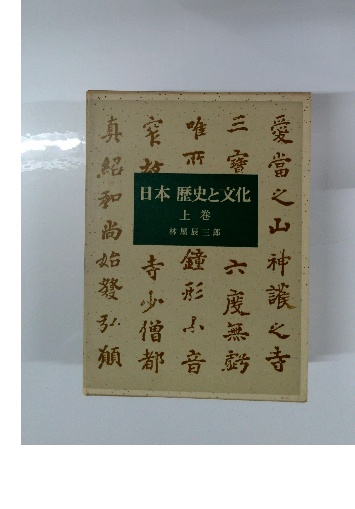 愛當之山神護之寺
三寶
六度無虧
唯
鐘形小音
寺少僧都
真紹和尚始發弘願
日本 歴史と文化
上巻
林屋辰三郎